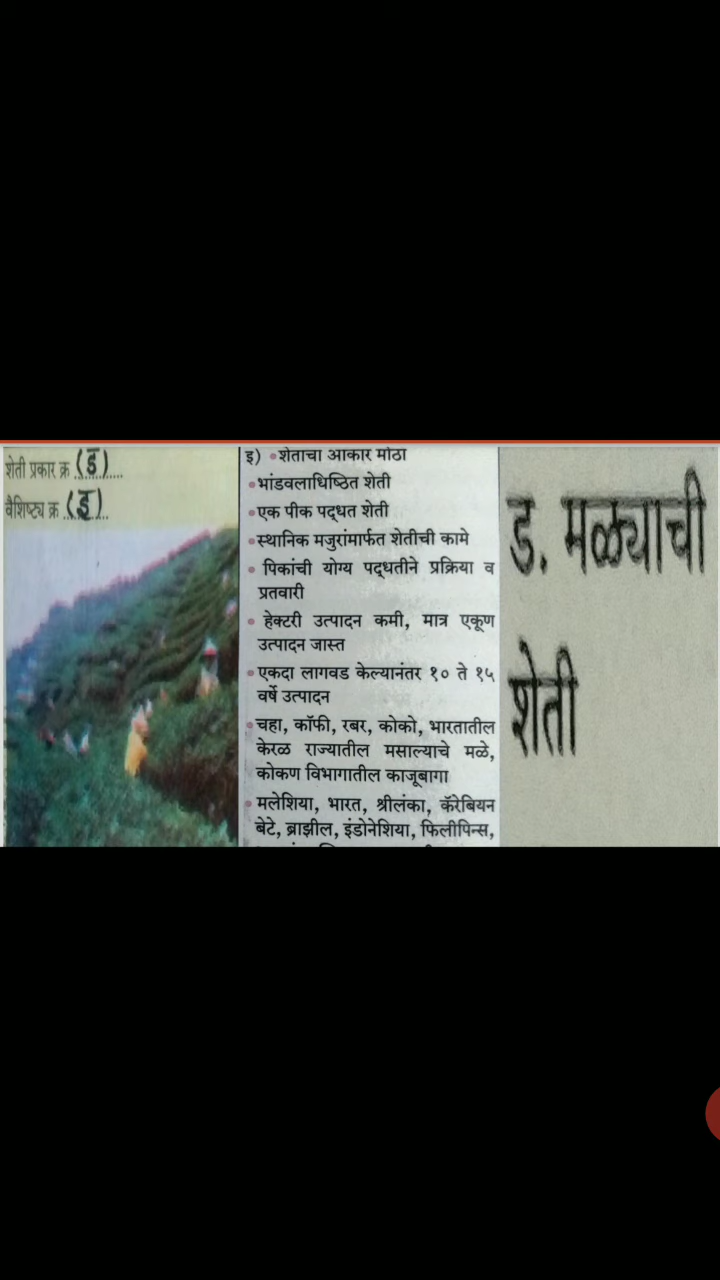 शेती प्रकार क्र (ड)....
वैशिष्ट्य क्र ..(इ)..
इ) •शेताचा आकार मोठा
•भांडवलाधिष्ठित शेती
•एक पीक पद्धत शेती
•स्थानिक मजुरांमार्फत शेतीची कामे
• पिकांची योग्य पद्धतीने प्रक्रिया व
प्रतवारी
• हेक्टरी उत्पादन कमी, मात्र एकूण
उत्पादन जास्त
•एकदा लागवड केल्यानंतर १० ते १५
वर्षे उत्पादन
•चहा, कॉफी, रबर, कोको, भारतातील
केरळ राज्यातील मसाल्याचे मळे,
कोकण विभागातील काजूबागा
•मलेशिया, भारत, श्रीलंका, कॅरेबियन
बेटे, ब्राझील, इंडोनेशिया, फिलीपिन्स,
ड. मळ्याची
शेती